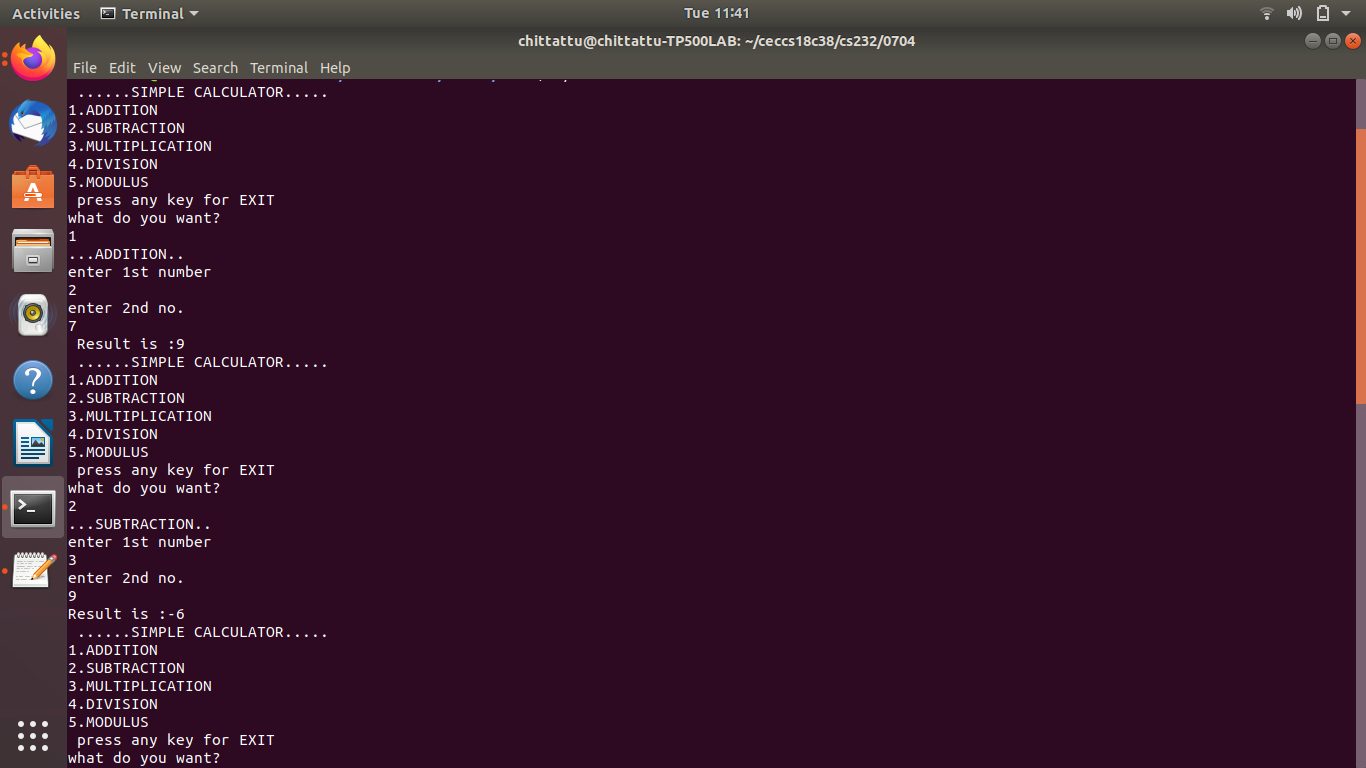 Activities Terminal Tue 11:41
chittattu@chittattu-TP500LAB: ~/ceccs18c38/cs232/0704
File Edit View Search Terminal Help
......SIMPLE CALCULATOR.....
1.ADDITION
2.SUBTRACTION
3.MULTIPLICATION
4.DIVISION
5.MODULUS
press any key for EXIT
what do you want?
1
...ADDITION..
enter 1st number
2
enter 2nd no.
7
Result is :9
......SIMPLE CALCULATOR.....
1.ADDITION
2.SUBTRACTION
3.MULTIPLICATION
4.DIVISION
5.MODULUS
press any key for EXIT
what do you want?
2
...SUBTRACTION..
enter 1st number
3
enter 2nd no.
9
Result is :-6
......SIMPLE CALCULATOR.....
1.ADDITION
2.SUBTRACTION
3.MULTIPLICATION
4.DIVISION
5.MODULUS
press any key for EXIT
what do you want?